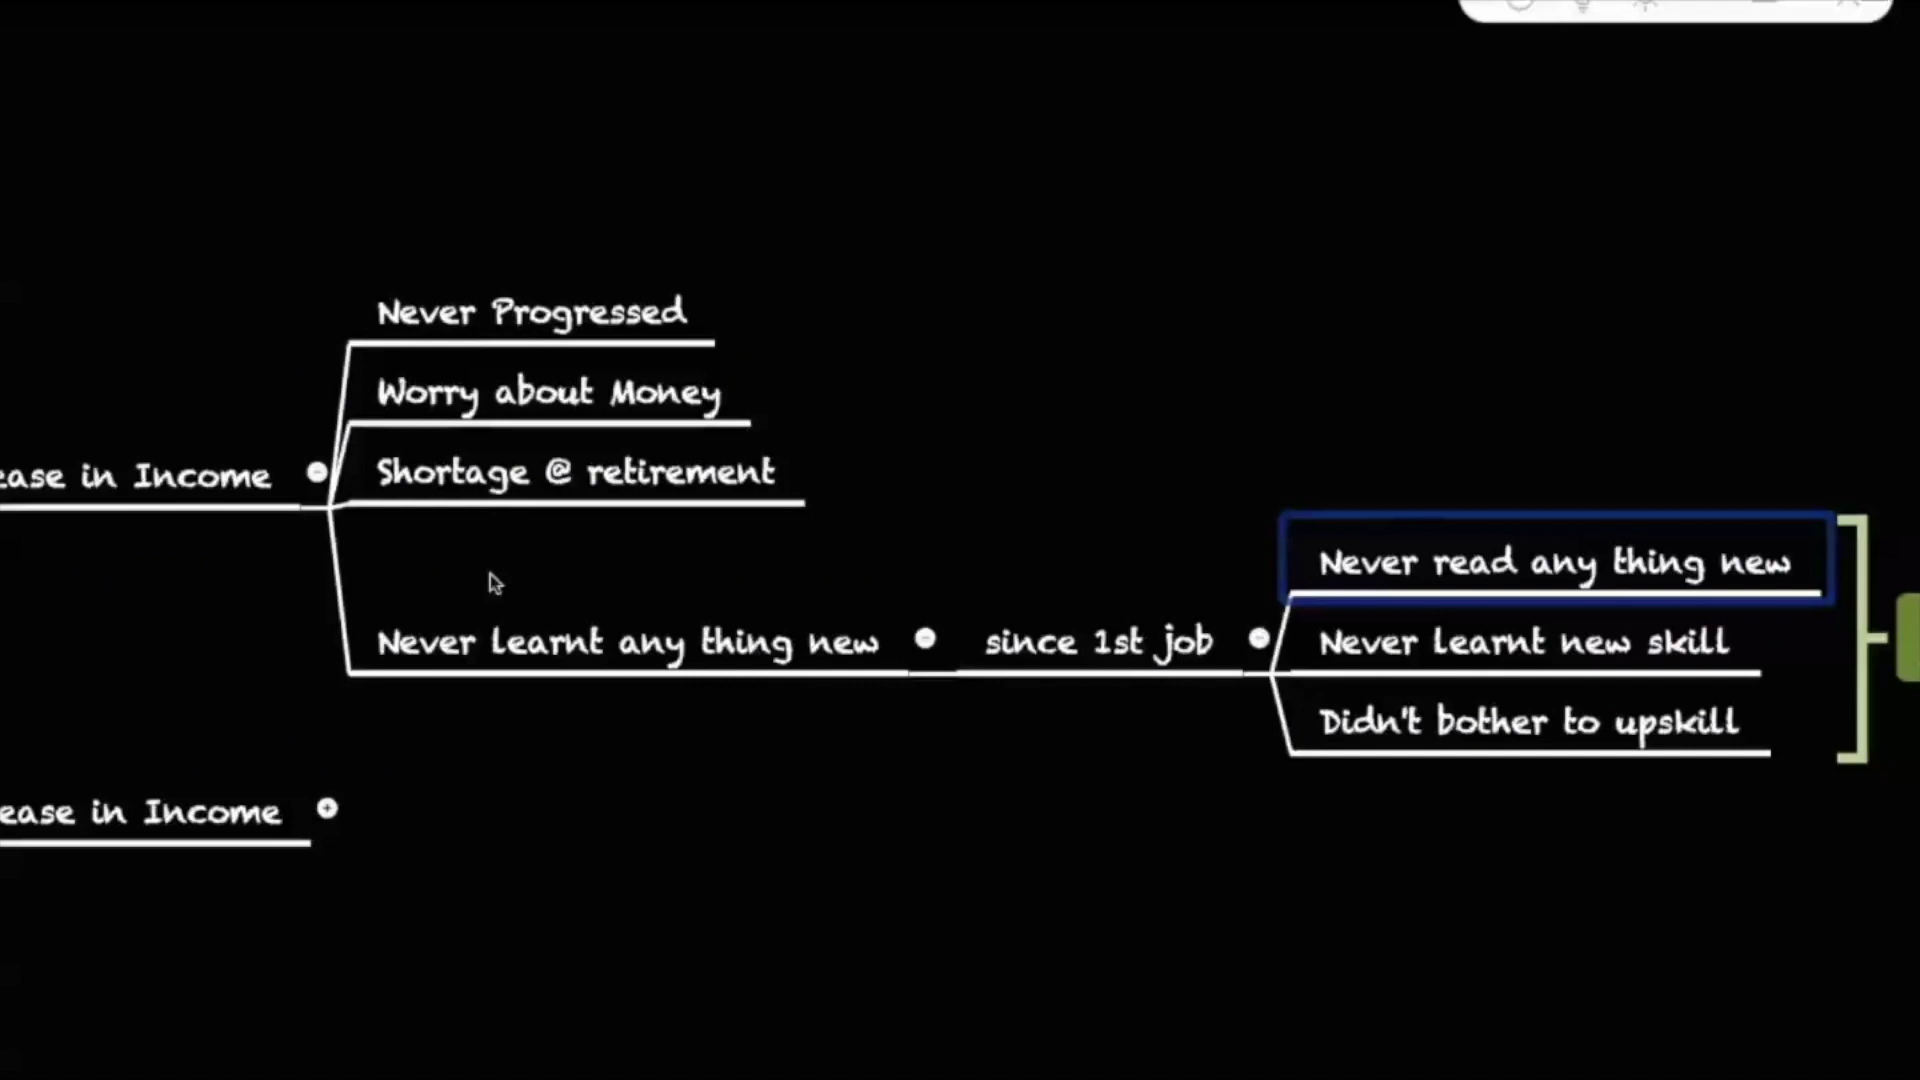 Never Progressed
Worry about Money
ease in Income
Shortage @ retirement
Never learnt any thing new
since 1st job
Never read any thing new
Never learnt new skill
Didn't bother to upskill
ease in Income